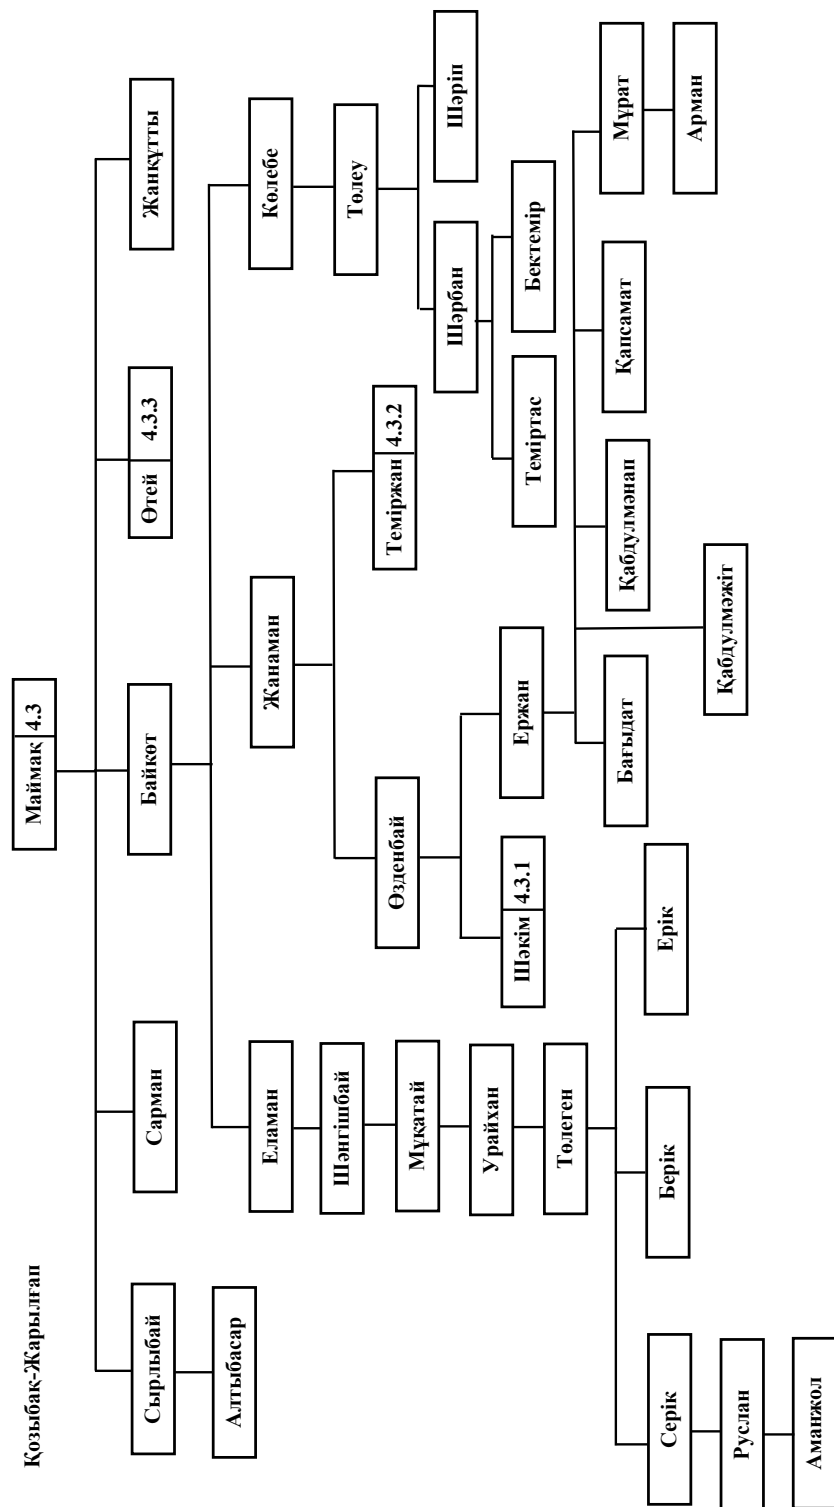 Қозыбақ-Жарылғап
Маймақ 4.3
Сырлыбай
Сарман
Байкөт
Өтей 4.3.3
Жанқұтты
Алтыбасар
Еламан
Жанаман
Көлебе
Шәнгішбай
Төлеу
Мұқатай
Өзденбай
Теміржан 4.3.2
Шәрбан
Шәріп
Урайхан
Шәкім 4.3.1
Ержан
Теміртас
Бектемір
Төлеген
Бағыдат
Қабдулмәнап
Қапсамат
Мұрат
Серік
Берік
Ерік
Арман
Қабдулмәжіт
Руслан
Аманжол